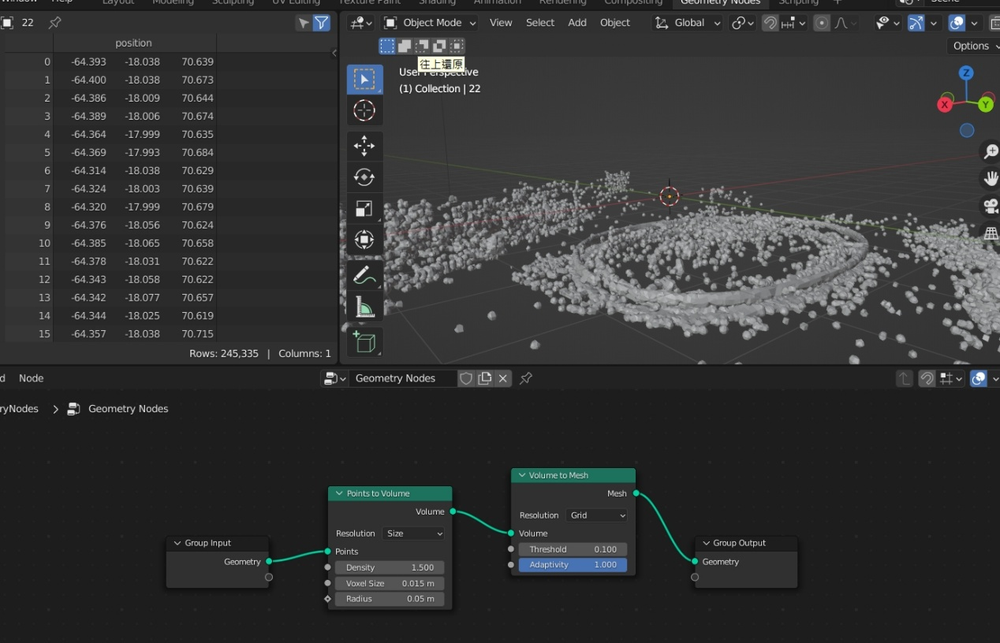 Window Help Layout Modeling Sculpting UV Editing Texture Paint Shading Animation Rendering Compositing Geometry Nodes Scripting + Scene
22
Object Mode View Select Add Object Global
Options
position
0 -64.393 -18.038 70.639
1 -64.400 -18.038 70.673
2 -64.386 -18.009 70.644
3 -64.389 -18.006 70.674
4 -64.364 -17.999 70.635
5 -64.369 -17.993 70.684
6 -64.314 -18.038 70.629
7 -64.324 -18.003 70.639
8 -64.320 -17.999 70.679
9 -64.376 -18.056 70.624
10 -64.385 -18.065 70.658
11 -64.378 -18.031 70.622
12 -64.343 -18.058 70.622
13 -64.342 -18.077 70.657
14 -64.344 -18.025 70.619
15 -64.357 -18.038 70.715
Rows: 245,335 | Columns: 1
往上還原
User Perspective
(1) Collection | 22
Z
X Y
d Node Geometry Nodes
ryNodes > Geometry Nodes
Group Input
Geometry
Points to Volume
Volume
Resolution Size
Points
Density 1.500
Voxel Size 0.015 m
Radius 0.05 m
Volume to Mesh
Mesh
Resolution Grid
Volume
Threshold 0.100
Adaptivity 1.000
Group Output
Geometry